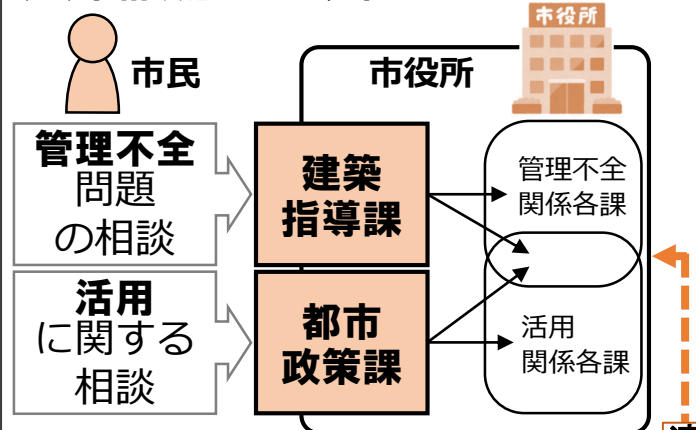 市役所
市民
市役所
管理不全
問題
の相談
建築
指導課
管理不全
関係各課
活用
に関する
相談
都市
政策課
活用
関係各課